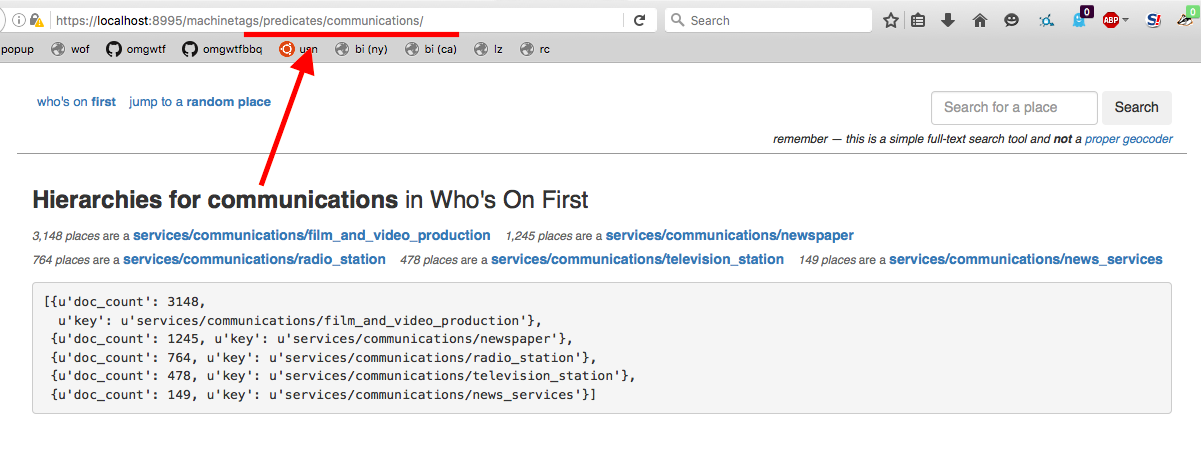 https://localhost:8995/machinetags/predicates/communications/
Search
ABP
S!
0
0
popup wof omgwtf omgwtfbbq usn bi (ny) bi (ca) lz rc
who's on first jump to a random place
Search for a place Search
remember — this is a simple full-text search tool and not a proper geocoder
Hierarchies for communications in Who's On First
3,148 places are a services/communications/film_and_video_production 1,245 places are a services/communications/newspaper
764 places are a services/communications/radio_station 478 places are a services/communications/television_station 149 places are a services/communications/news_services
[{u'doc_count': 3148,
u'key': u'services/communications/film_and_video_production'},
{u'doc_count': 1245, u'key': u'services/communications/newspaper'},
{u'doc_count': 764, u'key': u'services/communications/radio_station'},
{u'doc_count': 478, u'key': u'services/communications/television_station'},
{u'doc_count': 149, u'key': u'services/communications/news_services'}]